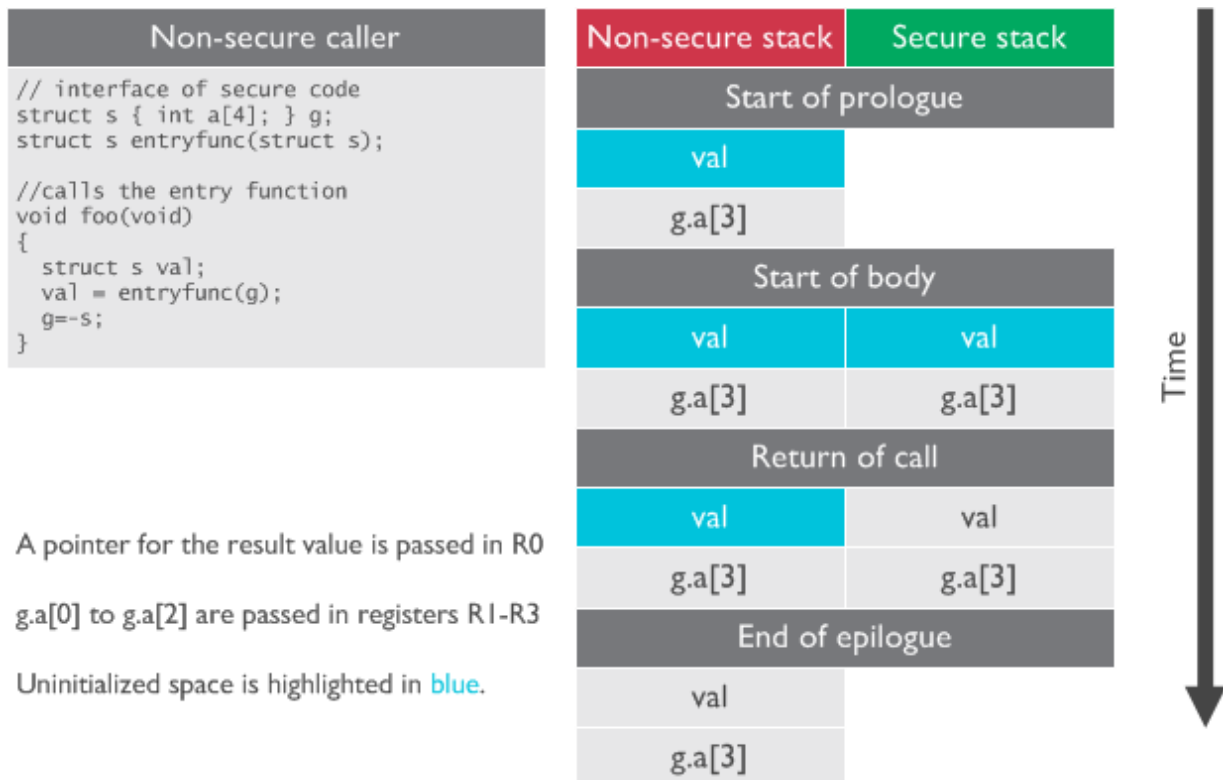 Non-secure caller
// interface of secure code
struct s { int a[4]; } g;
struct s entryfunc(struct s);
//calls the entry function
void foo(void)
{
struct s val;
val = entryfunc(g);
g=-s;
}
A pointer for the result value is passed in R0
g.a[0] to g.a[2] are passed in registers R1-R3
Uninitialized space is highlighted in blue.
Non-secure stack Secure stack
Start of prologue
val
g.a[3]
Start of body
val val
g.a[3] g.a[3]
Return of call
val val
g.a[3] g.a[3]
End of epilogue
val
g.a[3]
Time